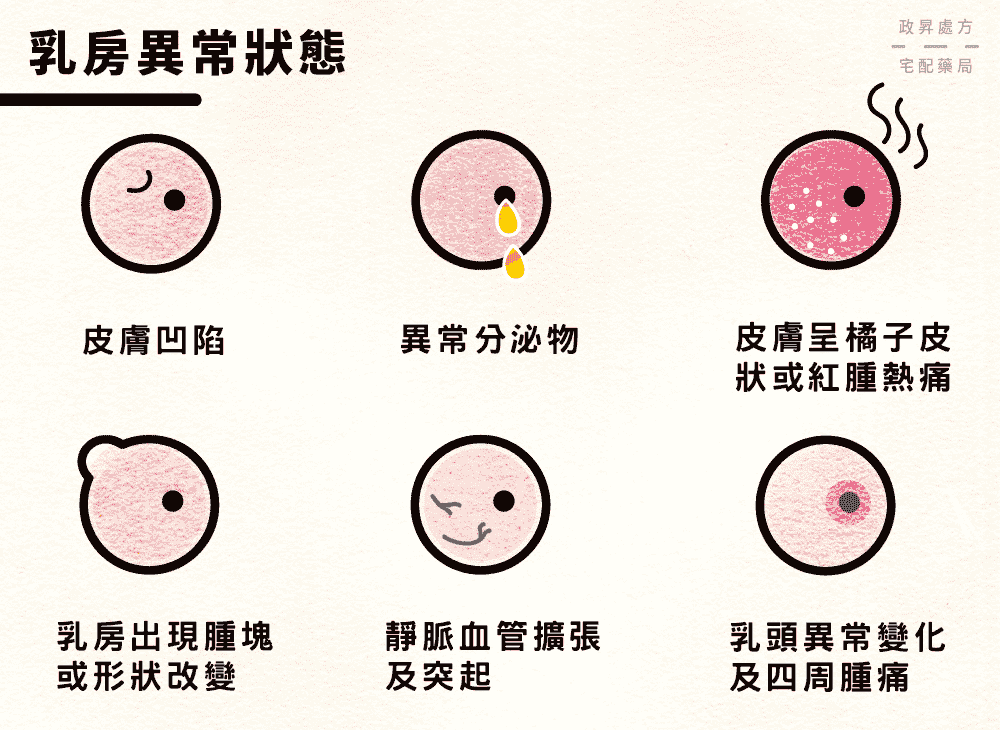 乳房異常狀態
政昇處方
宅配藥局
皮膚凹陷
異常分泌物
皮膚呈橘子皮
狀或紅腫熱痛
乳房出現腫塊
或形狀改變
靜脈血管擴張
及突起
乳頭異常變化
及四周腫痛